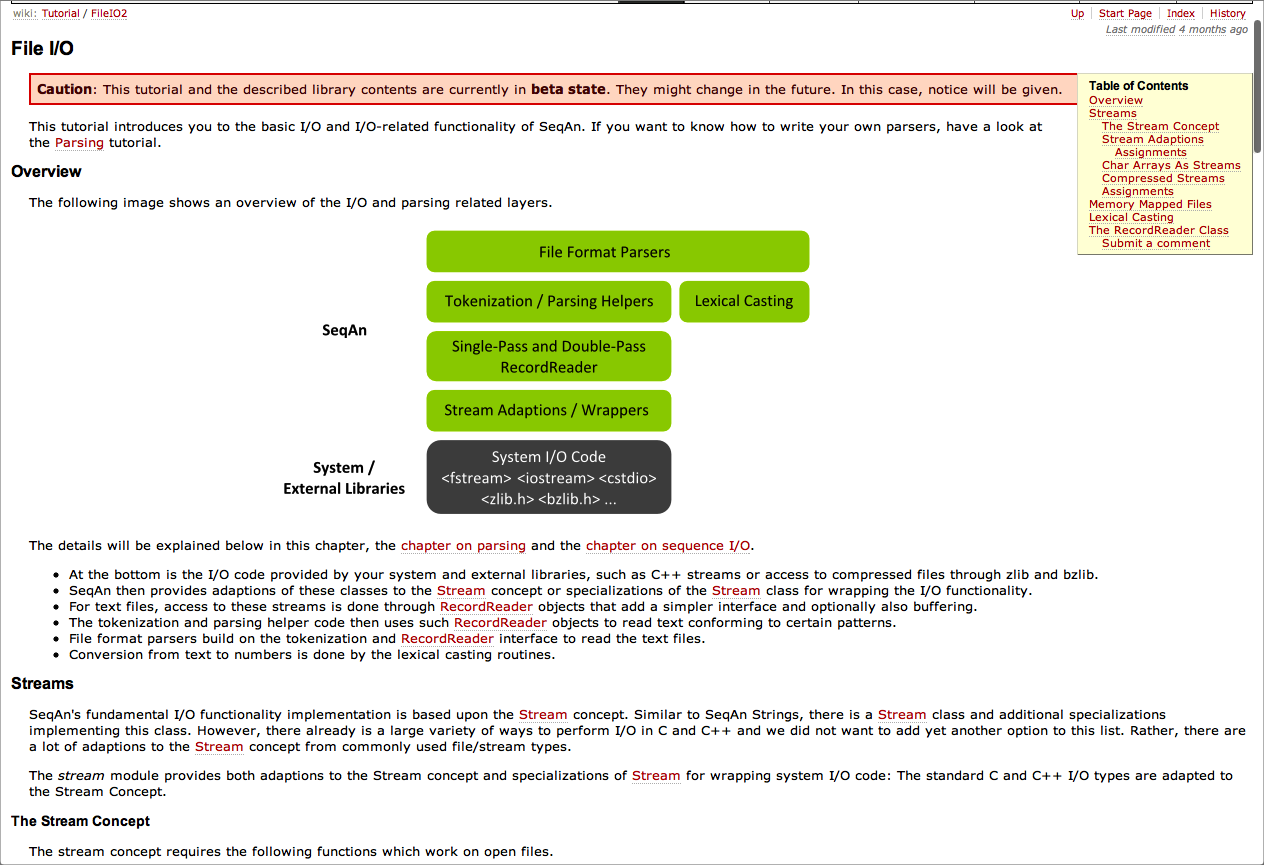 wiki: Tutorial / FileIO2
Up | Start Page | Index | History
Last modified 4 months ago
File I/O
Caution: This tutorial and the described library contents are currently in beta state. They might change in the future. In this case, notice will be given.
Table of Contents
Overview
Streams
The Stream Concept
Stream Adaptions
Assignments
Char Arrays As Streams
Compressed Streams
Assignments
Memory Mapped Files
Lexical Casting
The RecordReader Class
Submit a comment
This tutorial introduces you to the basic I/O and I/O-related functionality of SeqAn. If you want to know how to write your own parsers, have a look at
the Parsing tutorial.
Overview
The following image shows an overview of the I/O and parsing related layers.
File Format Parsers
Tokenization / Parsing Helpers
Lexical Casting
SeqAn
Single-Pass and Double-Pass
RecordReader
Stream Adaptions / Wrappers
System /
External Libraries
System I/O Code
<fstream> <iostream> <cstdio>
<zlib.h> <bzlib.h> ...
The details will be explained below in this chapter, the chapter on parsing and the chapter on sequence I/O.
• At the bottom is the I/O code provided by your system and external libraries, such as C++ streams or access to compressed files through zlib and bzlib.
• SeqAn then provides adaptions of these classes to the Stream concept or specializations of the Stream class for wrapping the I/O functionality.
• For text files, access to these streams is done through RecordReader objects that add a simpler interface and optionally also buffering.
• The tokenization and parsing helper code then uses such RecordReader objects to read text conforming to certain patterns.
• File format parsers build on the tokenization and RecordReader interface to read the text files.
• Conversion from text to numbers is done by the lexical casting routines.
Streams
SeqAn's fundamental I/O functionality implementation is based upon the Stream concept. Similar to SeqAn Strings, there is a Stream class and additional specializations
implementing this class. However, there already is a large variety of ways to perform I/O in C and C++ and we did not want to add yet another option to this list. Rather, there are
a lot of adaptions to the Stream concept from commonly used file/stream types.
The stream module provides both adaptions to the Stream concept and specializations of Stream for wrapping system I/O code: The standard C and C++ I/O types are adapted to
the Stream Concept.
The Stream Concept
The stream concept requires the following functions which work on open files.